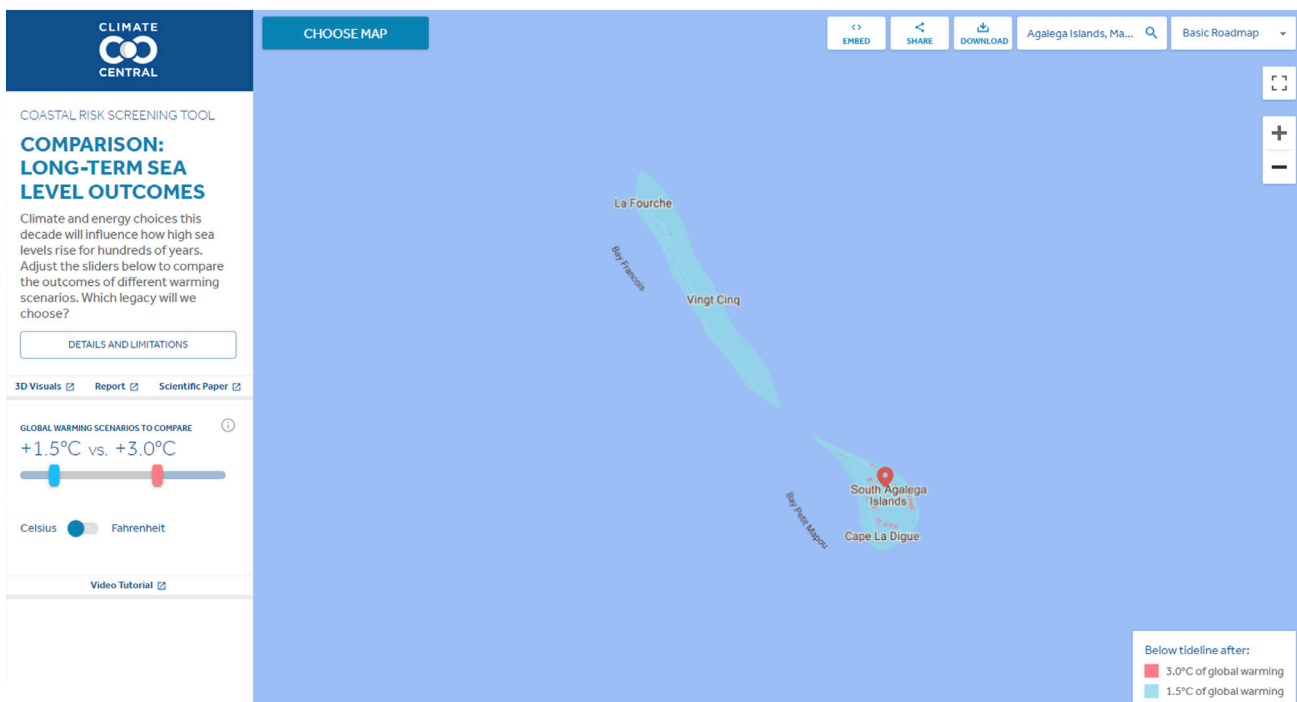 CLIMATE
CENTRAL
COASTAL RISK SCREENING TOOL
COMPARISON:
LONG-TERM SEA
LEVEL OUTCOMES
Climate and energy choices this
decade will influence how high sea
levels rise for hundreds of years.
Adjust the sliders below to compare
the outcomes of different warming
scenarios. Which legacy will we
choose?
DETAILS AND LIMITATIONS
3D Visuals Report Scientific Paper
GLOBAL WARMING SCENARIOS TO COMPARE
+1.5°C vs. +3.0°C
Celsius Fahrenheit
Video Tutorial
CHOOSE MAP
EMBED
SHARE
DOWNLOAD
Agalega Islands, Ma...
Basic Roadmap
La Fourche
Bay Francois
Vingt Cinq
South Agalega
Islands
Bay Petit Mapou
Cape La Digue
Below tideline after:
3.0°C of global warming
1.5°C of global warming